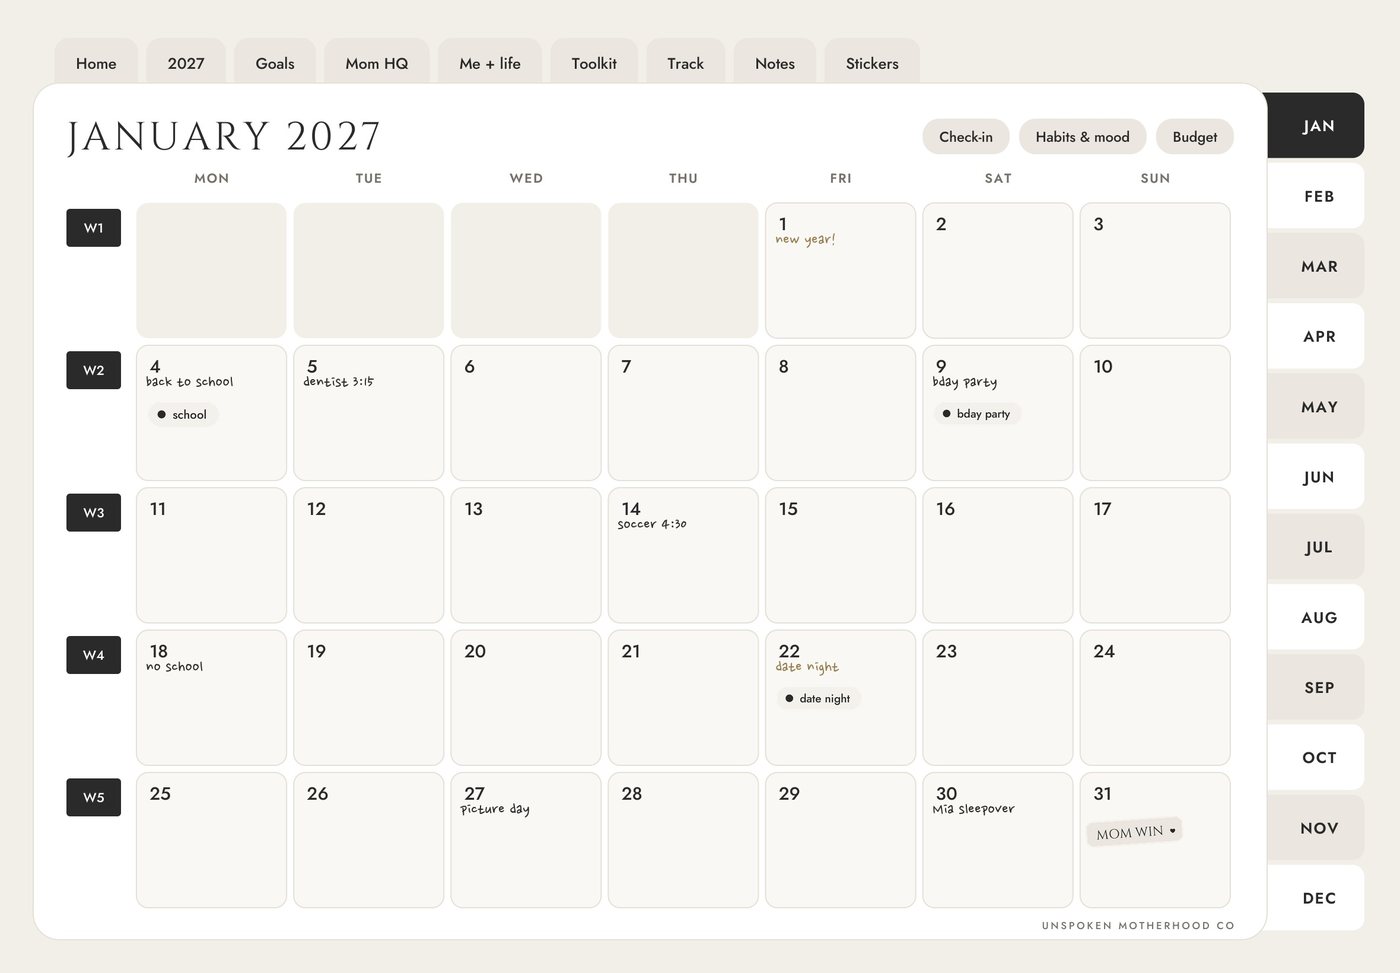 Home 2027 Goals Mom HQ Me + life Toolkit Track Notes Stickers
JANUARY 2027
Check-in Habits & mood Budget
MON TUE WED THU FRI SAT SUN
W1
1 2 3
new year!
W2
4 5 6 7 8 9 10
back to school dentist 3:15 bday party
school bday party
W3
11 12 13 14 15 16 17
soccer 4:30
W4
18 19 20 21 22 23 24
no school date night
date night
W5
25 26 27 28 29 30 31
picture day Mia sleepover
MOM WIN ♥
UNSPOKEN MOTHERHOOD CO
JAN
FEB
MAR
APR
MAY
JUN
JUL
AUG
SEP
OCT
NOV
DEC